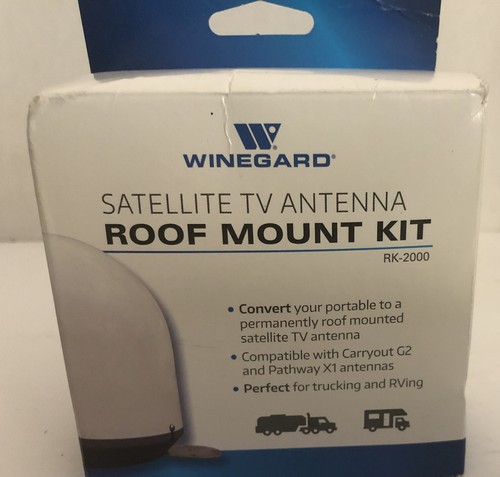 W
WINEGARD®
SATELLITE TV ANTENNA
ROOF MOUNT KIT
RK-2000
• Convert your portable to a
permanently roof mounted
satellite TV antenna
• Compatible with Carryout G2
and Pathway X1 antennas
• Perfect for trucking and RVing